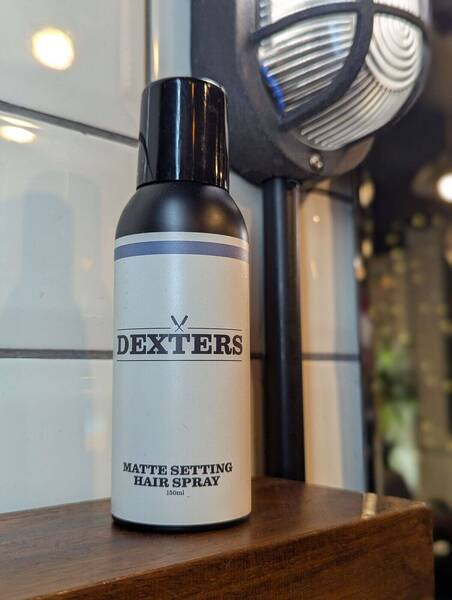 DEXTERS
MATTE SETTING
HAIR SPRAY
150ml